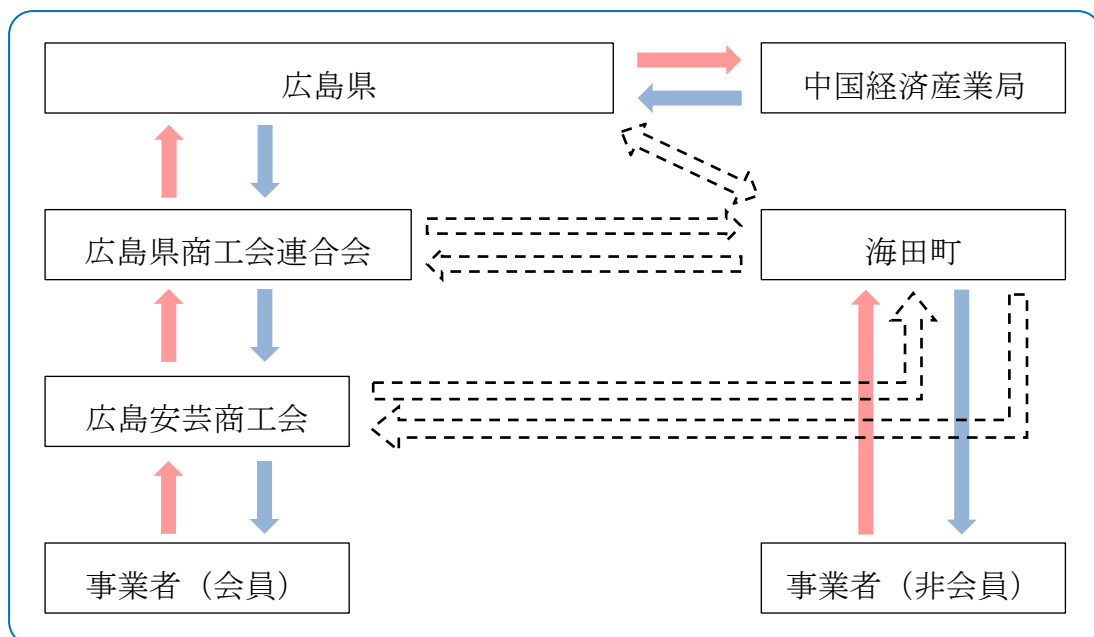 広島県
中国経済産業局
広島県商工会連合会
海田町
広島安芸商工会
事業者（会員）
事業者（非会員）